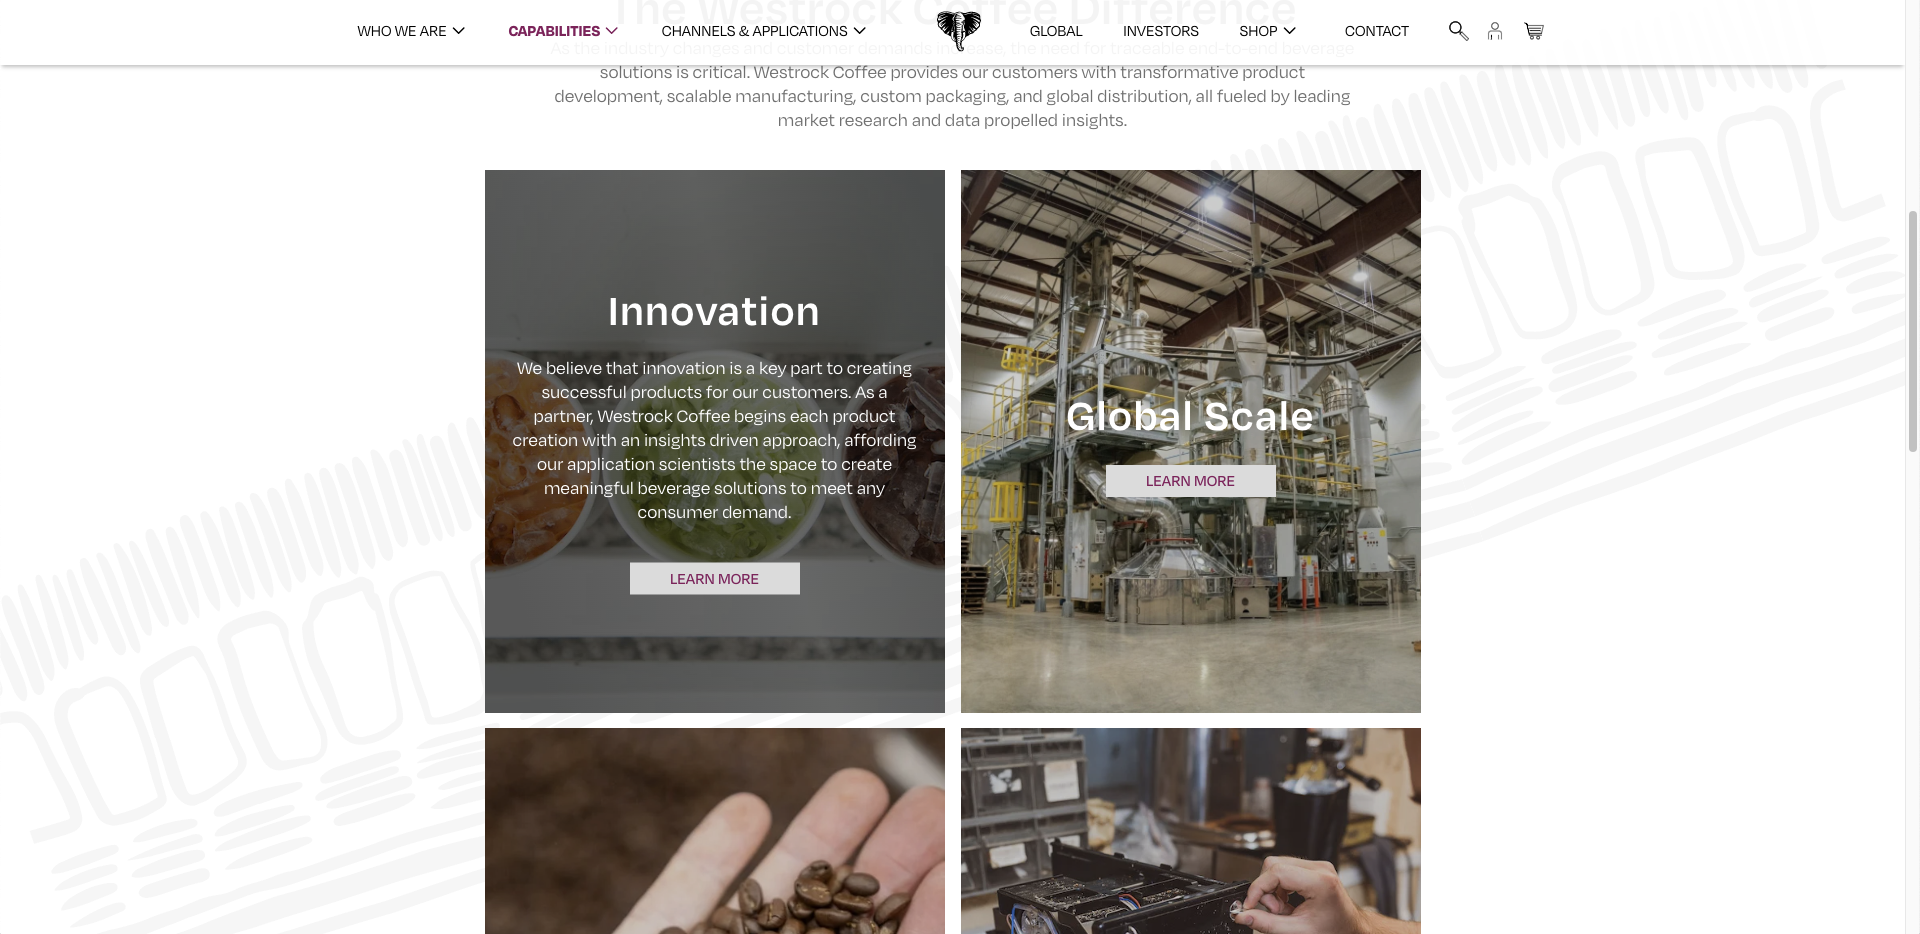 WHO WE ARE
CAPABILITIES
CHANNELS & APPLICATIONS
GLOBAL
INVESTORS
SHOP
CONTACT
The Westrock Coffee Difference
As the industry changes and customer demands increase, the need for traceable end-to-end beverage
solutions is critical. Westrock Coffee provides our customers with transformative product
development, scalable manufacturing, custom packaging, and global distribution, all fueled by leading
market research and data propelled insights.
Innovation
We believe that innovation is a key part to creating
successful products for our customers. As a
partner, Westrock Coffee begins each product
creation with an insights driven approach, affording
our application scientists the space to create
meaningful beverage solutions to meet any
consumer demand.
LEARN MORE
Global Scale
LEARN MORE